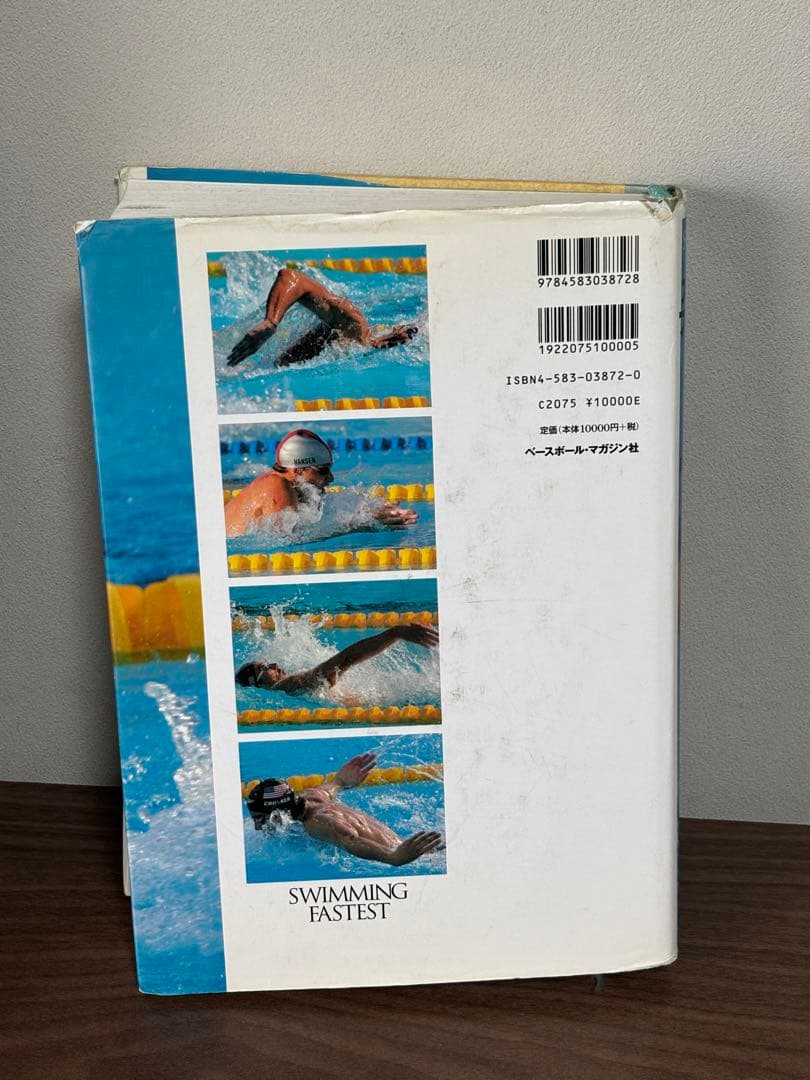 9784583038728
1922075100005
ISBN4-583-03872-0
C2075 ¥10000E
定価(本体10000円+税)
ベースボール・マガジン社
HANSEN
SWIMMING
FASTEST